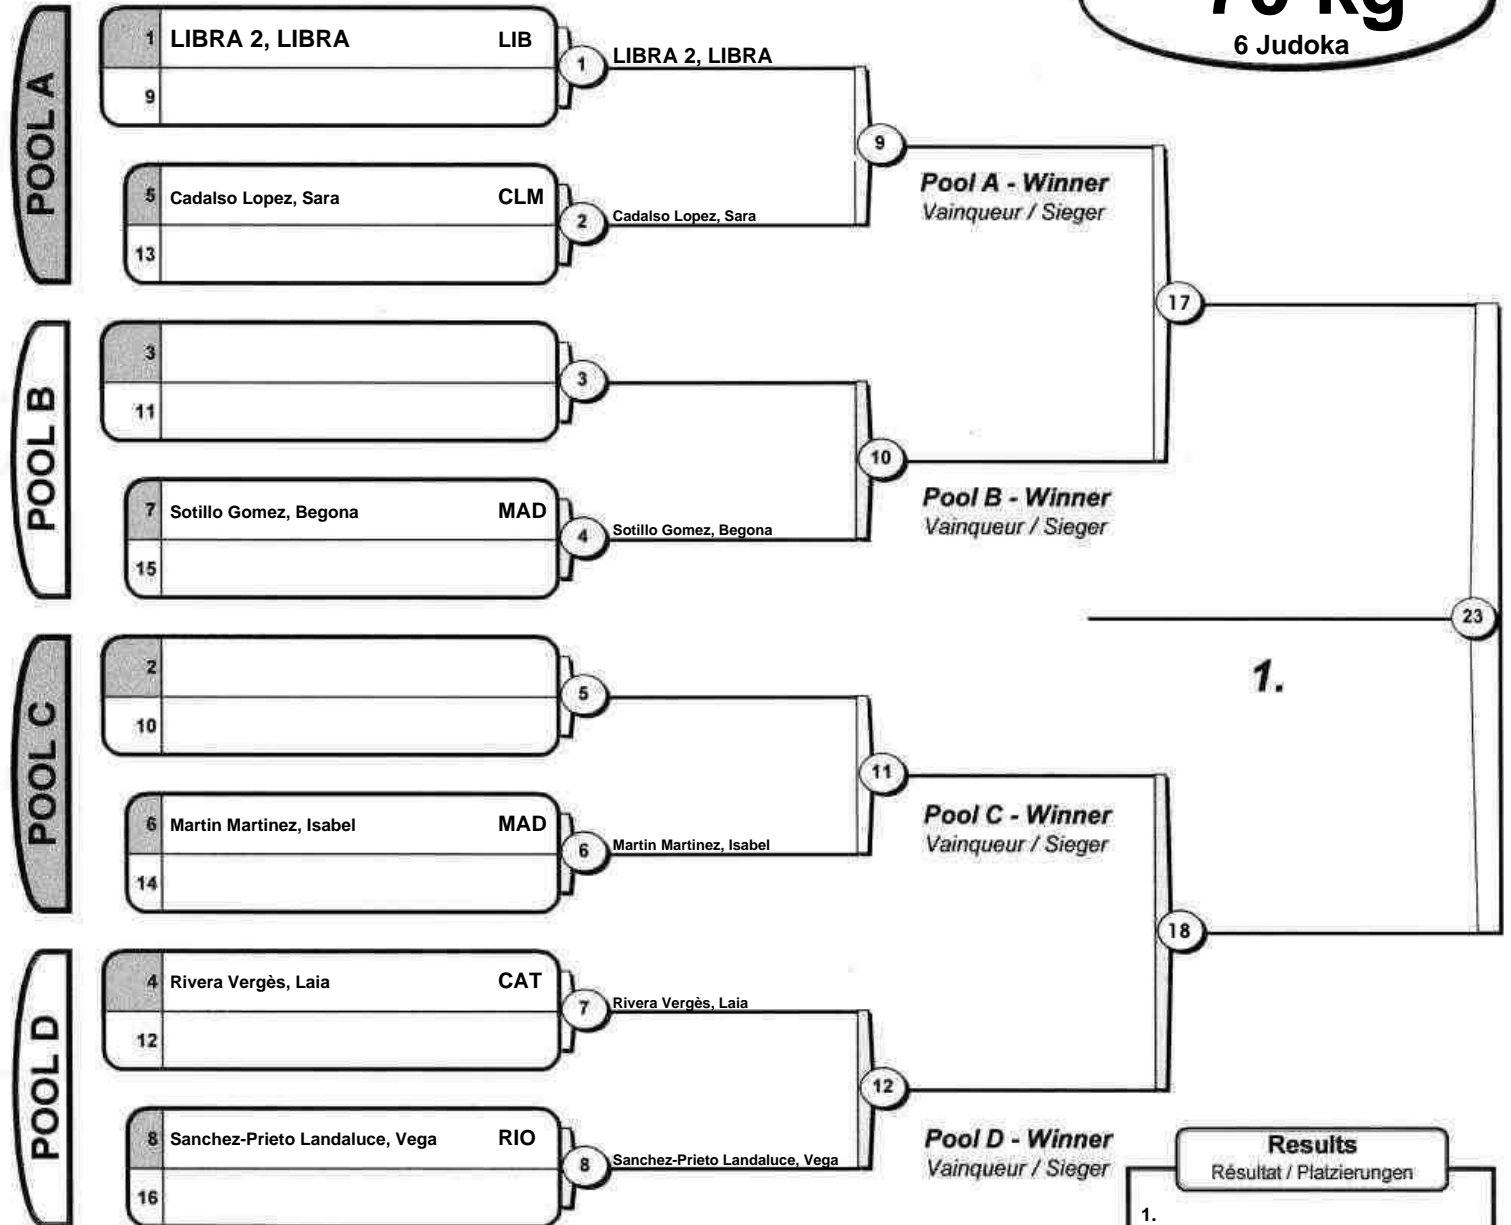 70 kg
6 Judoka
POOL A
1 LIBRA 2, LIBRA LIB
9
1
LIBRA 2, LIBRA
5 Cadalso Lopez, Sara CLM
13
2
Cadalso Lopez, Sara
9
Pool A - Winner
Vainqueur / Sieger
POOL B
3
11
3
7 Sotillo Gomez, Begona MAD
15
4
Sotillo Gomez, Begona
10
Pool B - Winner
Vainqueur / Sieger
17
POOL C
2
10
5
6 Martin Martinez, Isabel MAD
14
6
Martin Martinez, Isabel
11
Pool C - Winner
Vainqueur / Sieger
23
1.
POOL D
4 Rivera Vergès, Laia CAT
12
7
Rivera Vergès, Laia
8 Sanchez-Prieto Landaluce, Vega RIO
16
8
Sanchez-Prieto Landaluce, Vega
12
Pool D - Winner
Vainqueur / Sieger
18
Results
Résultat / Platzierungen
1.